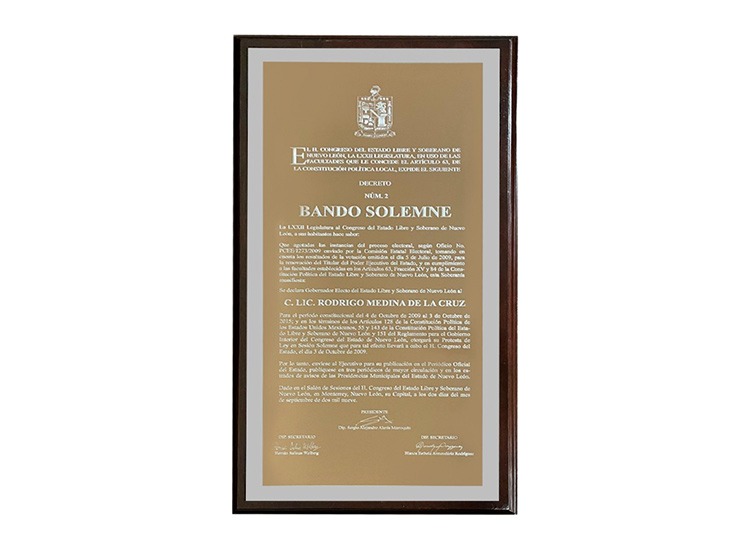 EL H. CONGRESO DEL ESTADO LIBRE Y SOBERANO DE
NUEVO LEÓN, LA LXXII LEGISLATURA, EN USO DE LAS
FACULTADES QUE LE CONCEDE EL ARTÍCULO 63, DE
LA CONSTITUCIÓN POLÍTICA LOCAL, EXPIDE EL SIGUIENTE
DECRETO
NÚM. 2
BANDO SOLEMNE
La LXXII Legislatura al Congreso del Estado Libre y Soberano de Nuevo
León, a sus habitantes hace saber:
Que agotadas las instancias del proceso electoral, según Oficio No.
enviado por la Comisión Estatal Electoral, tomando en
cuenta los resultados de la votación emitidos el día 5 de Julio de 2009, para
la renovación del Titular del Poder Ejecutivo del Estado, y en cumplimiento
a las facultades establecidas en los Artículos 63, Fracción XV y 84 de la Cons-
titución Política del Estado Libre y Soberano de Nuevo León, esta Soberanía
manifiesta:
Se declara Gobernador Electo del Estado Libre y Soberano de Nuevo León al
C. LIC. RODRIGO MEDINA DE LA CRUZ
Para el período constitucional del 4 de Octubre de 2009 al 3 de Octubre de
2015; y en los términos de los Artículos 128 de la Constitución Política de
los Estados Unidos Mexicanos, 35 y 143 de la Constitución Política del Esta-
do Libre y Soberano de Nuevo León y 151 del Reglamento para el Gobierno
Interior del Congreso del Estado de Nuevo León, otorgará su Protesta de
Ley en Sesión Solemne que para tal efecto llevará a cabo el H. Congreso del
Estado, el día 3 de Octubre de 2009.
Por lo tanto, envíese al Ejecutivo para su publicación en el Periódico Oficial
del Estado, publíquese en tres periódicos de mayor circulación y en los es-
trados de avisos de las Presidencias Municipales del Estado de Nuevo León.
Dado en el Salón de Sesiones del H. Congreso del Estado Libre y Soberano de
Nuevo León, en Monterrey, Nuevo León, su Capital, a los dos días del mes
de septiembre de dos mil nueve.
PRESIDENTE
Dip. Sergio Alejandro Alanís Marroquín
DIP. SECRETARIO
DIP. SECRETARIO
Hernán Salinas Wolberg
Blanca Armendáriz Rodríguez